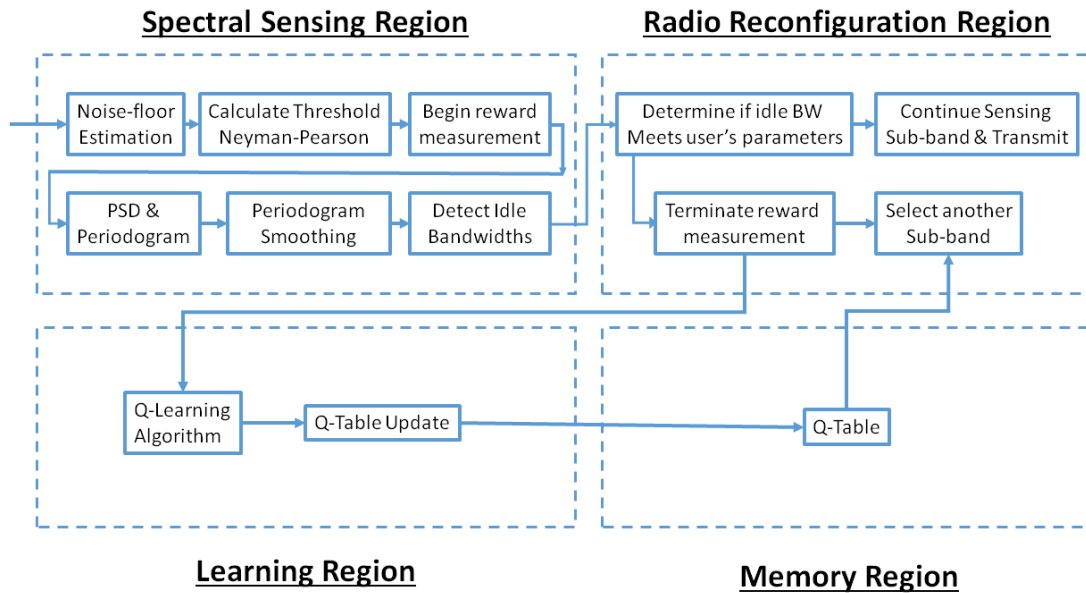 Spectral Sensing Region
Radio Reconfiguration Region
Noise-floor
Estimation
Calculate Threshold
Neyman-Pearson
Begin reward
measurement
PSD &
Periodogram
Periodogram
Smoothing
Detect Idle
Bandwidths
Determine if idle BW
Meets user's parameters
Continue Sensing
Sub-band & Transmit
Terminate reward
measurement
Select another
Sub-band
Q-Learning
Algorithm
Q-Table Update
Q-Table
Learning Region
Memory Region